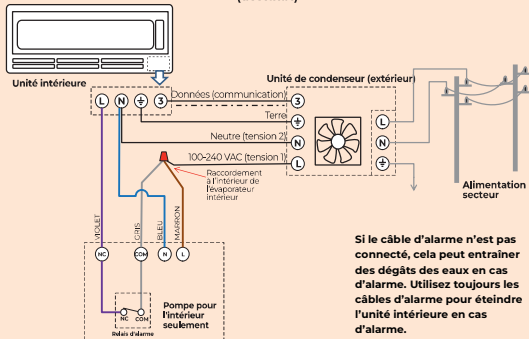 Unité intérieure
Unité de condenseur (extérieur)
L N 3
Données (communication)
3
Terre
Neutre (tension 2)
N
100-240 VAC (tension 1)
L
L
N
Raccordement
à l'intérieur de
l'évaporateur
intérieur
Alimentation
secteur
VIOLET
GRIS
BLEU
MARRON
NC COM N L
Pompe pour
l'intérieur
seulement
NC COM
Relais d'alarme
Si le câble d'alarme n'est pas
connecté, cela peut entraîner
des dégâts des eaux en cas
d'alarme. Utilisez toujours les
câbles d'alarme pour éteindre
l'unité intérieure en cas
d'alarme.